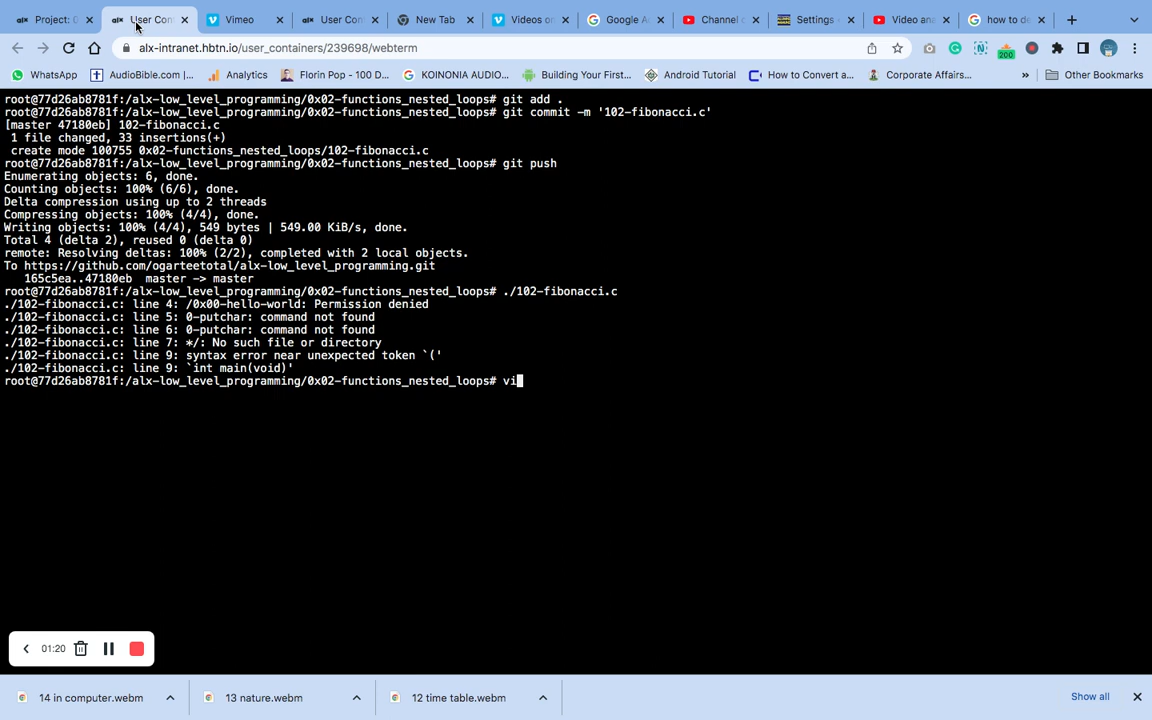 Project: 0
User Con
Vimeo
User Con
New Tab
Videos on
Google A
Channel c
Settings -
Video ana
how to de
alx-intranet.hbtn.io/user_containers/239698/webterm
WhatsApp
AudioBible.com |...
Analytics
Florin Pop - 100 D...
KOINONIA AUDIO...
Building Your First...
Android Tutorial
How to Convert a...
Corporate Affairs...
»
Other Bookmarks
200
root@77d26ab8781f:/alx-low_level_programming/0x02-functions_nested_loops# git add .
root@77d26ab8781f:/alx-low_level_programming/0x02-functions_nested_loops# git commit -m '102-fibonacci.c'
[master 47180eb] 102-fibonacci.c
1 file changed, 33 insertions(+)
create mode 100755 0x02-functions_nested_loops/102-fibonacci.c
root@77d26ab8781f:/alx-low_level_programming/0x02-functions_nested_loops# git push
Enumerating objects: 6, done.
Counting objects: 100% (6/6), done.
Delta compression using up to 2 threads
Compressing objects: 100% (4/4), done.
Writing objects: 100% (4/4), 549 bytes | 549.00 KiB/s, done.
Total 4 (delta 2), reused 0 (delta 0)
remote: Resolving deltas: 100% (2/2), completed with 2 local objects.
To https://github.com/ogarteetotal/alx-low_level_programming.git
165c5ea..47180eb  master -> master
root@77d26ab8781f:/alx-low_level_programming/0x02-functions_nested_loops# ./102-fibonacci.c
./102-fibonacci.c: line 4: /0x00-hello-world: Permission denied
./102-fibonacci.c: line 5: 0-putchar: command not found
./102-fibonacci.c: line 6: 0-putchar: command not found
./102-fibonacci.c: line 7: */: No such file or directory
./102-fibonacci.c: line 9: syntax error near unexpected token `('
./102-fibonacci.c: line 9: `int main(void)'
root@77d26ab8781f:/alx-low_level_programming/0x02-functions_nested_loops# vi
01:20
14 in computer.webm
13 nature.webm
12 time table.webm
Show all